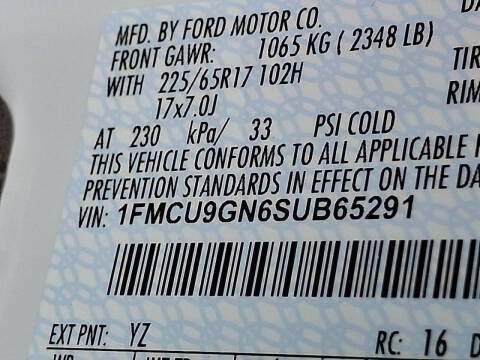 MFD. BY FORD MOTOR CO.
FRONT GAWR: 1065 KG ( 2348 LB)
WITH 225/65R17 102H TIR
17x7.0J RIM
AT 230 kPa/ 33 PSI COLD
THIS VEHICLE CONFORMS TO ALL APPLICABLE
PREVENTION STANDARDS IN EFFECT ON THE DA
VIN: 1FMCU9GN6SUB65291
EXT PNT: YZ RC: 16